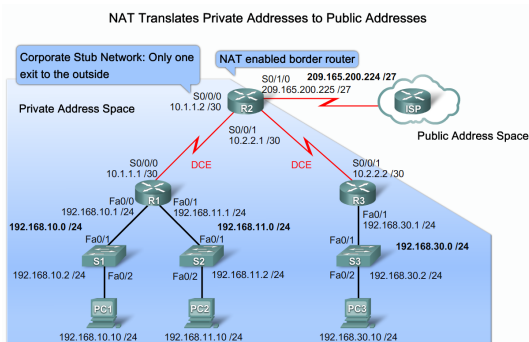 NAT Translates Private Addresses to Public Addresses
Corporate Stub Network: Only one
exit to the outside
NAT enabled border router
S0/1/0
209.165.200.224 /27
209.165.200.225 /27
S0/0/0
10.1.1.2 /30
R2
ISP
Private Address Space
Public Address Space
S0/0/1
10.2.2.1 /30
S0/0/0
10.1.1.1 /30
DCE
DCE
S0/0/1
10.2.2.2 /30
R1
R3
Fa0/0
192.168.10.1 /24
Fa0/1
192.168.11.1 /24
Fa0/1
192.168.30.1 /24
192.168.10.0 /24
192.168.11.0 /24
192.168.30.0 /24
Fa0/1
Fa0/1
Fa0/1
S1
S2
S3
192.168.10.2 /24
Fa0/2
Fa0/2
192.168.11.2 /24
Fa0/2
192.168.30.2 /24
PC1
PC2
PC3
192.168.10.10 /24
192.168.11.10 /24
192.168.30.10 /24